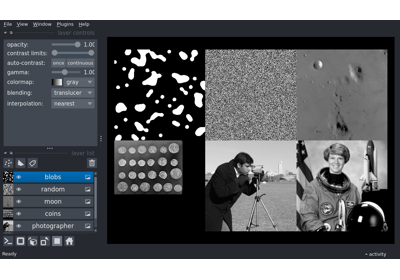 File View Window Plugins Help
layer controls
opacity: 1.00
contrast limits:
auto-contrast: once continuous
gamma: 1.00
colormap: gray
blending: translucer
interpolation: nearest
layer list
blobs
random
moon
coins
photographer
Ready
activity